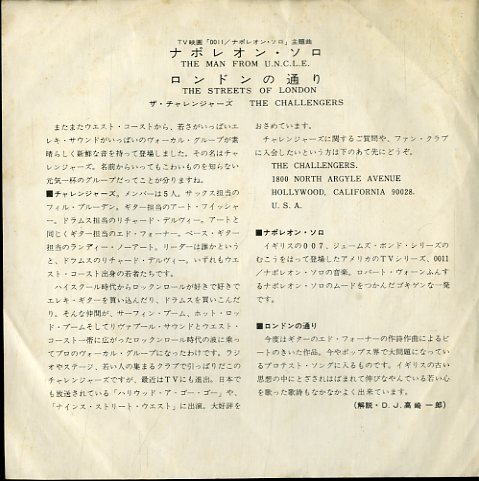 TV映画「0011/ナポレオン・ソロ」主題曲
ナポレオン・ソロ
THE MAN FROM U.N.C.L.E.
ロンドンの通り
THE STREETS OF LONDON
ザ・チャレンジャーズ THE CHALLENGERS
またまたウエスト・コーストから、若さがいっぱいエ
レキ・サウンドがいっぱいのヴォーカル・グループが素
晴らしく新鮮な音を持って登場しました。その名はチャ
レンジャーズ。名前からいってもこわいものを知らない
元気一杯のグループだってことが分りますね。
■チャレンジャーズ。メンバーは5人。サックス担当の
フィル・プルーデン。ギター担当のアート・フイッシャ
ー。ドラムス担当のリチャード・デルヴィー。アートと
同じくギター担当のエド・フォーナー。ベース・ギター
担当のランディー・ノーアート。リーダーは誰かという
と、ドラムスのリチャード・デルヴィー。いずれもウエ
スト・コースト出身の若者たちです。
ハイスクール時代からロックンロールが好きで好きで
エレキ・ギターを買い込んだり、ドラムスを買いこんだ
り。そんな仲間が、サーフィン・ブーム、ホット・ロッ
ド・ブームそしてリヴァプール・サウンドとウエスト・
コースト一帯に広がったロックンロール時代の波に乗っ
てプロのヴォーカル・グループになったわけです。ラジ
オやステージ、若い人の集まるクラブで引っぱりだこの
チャレンジャーズですが、最近はTVにも進出。日本で
も放送されている「ハリウッド・ア・ゴー・ゴー」や、
「ナインス・ストリート・ウエスト」に出演。大好評を
おさめています。
チャレンジャーズに関するご質問や、ファン・クラブ
に入会したいという方は下のあて先にどうぞ。
THE CHALLENGERS.
1800 NORTH ARGYLE AVENUE
HOLLYWOOD, CALIFORNIA 90028.
U. S. A.
■ナポレオン・ソロ
イギリスの007、ジェームズ・ボンド・シリーズの
むこうをはって登場したアメリカのTVシリーズ、0011
/ナポレオン・ソロの音楽。ロバート・ヴォーンふんす
るナポレオン・ソロのムードをつかんだゴキゲンな一発
です。
■ロンドンの通り
今度はギターのエド・フォーナーの作詩作曲によるビ
ートのきいた作品。今やポップス界で大問題になってい
るプロテスト・ソングに入るものです。イギリスの古い
思想の中にとざされはばまれて伸びなやんでいる若い心
を歌った歌詩もなかなかよく出来ています。
(解説・D.J.高崎一郎)